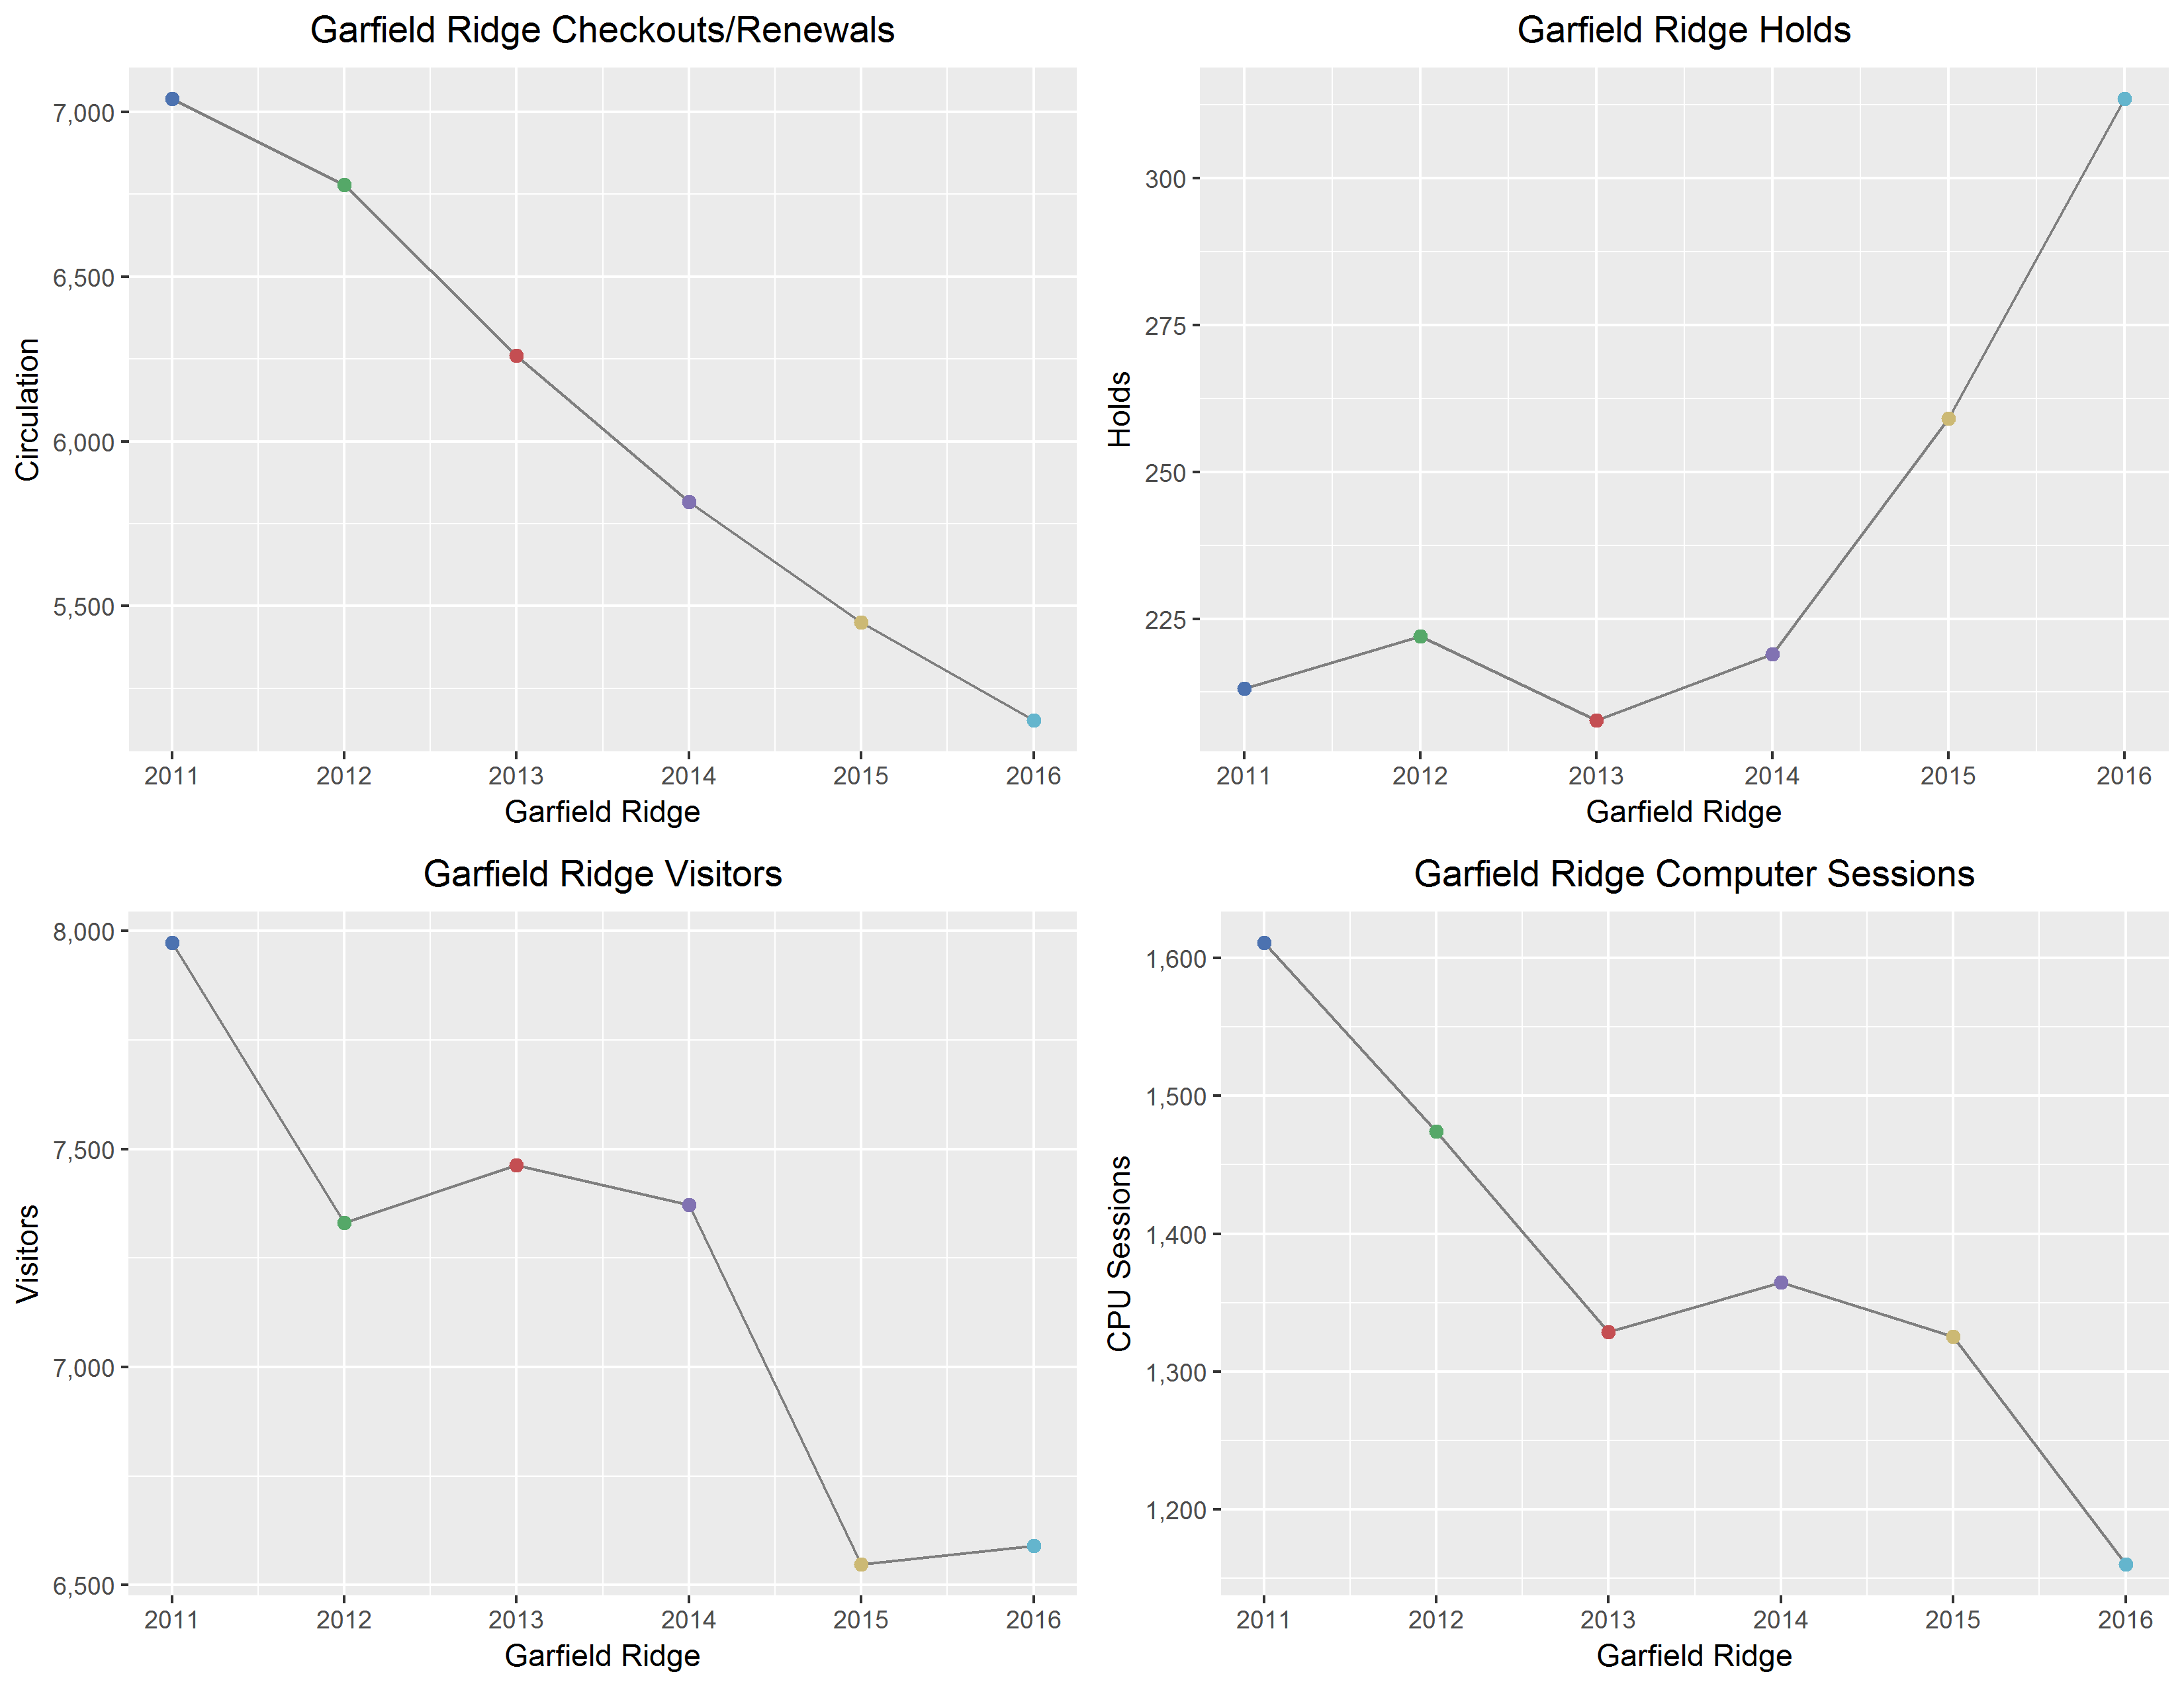 Garfield Ridge Checkouts/Renewals
Circulation
7,000
6,500
6,000
5,500
2011 2012 2013 2014 2015 2016
Garfield Ridge
Garfield Ridge Holds
Holds
300
275
250
225
2011 2012 2013 2014 2015 2016
Garfield Ridge
Garfield Ridge Visitors
Visitors
8,000
7,500
7,000
6,500
2011 2012 2013 2014 2015 2016
Garfield Ridge
Garfield Ridge Computer Sessions
CPU Sessions
1,600
1,500
1,400
1,300
1,200
2011 2012 2013 2014 2015 2016
Garfield Ridge